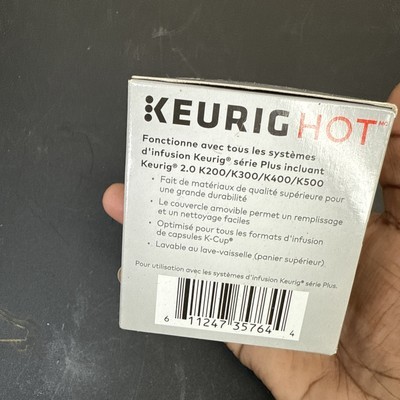 KEURIG HOT MC
Fonctionne avec tous les systèmes
d'infusion Keurig® série Plus incluant
Keurig® 2.0 K200/K300/K400/K500
• Fait de matériaux de qualité supérieure pour
une grande durabilité
• Le couvercle amovible permet un remplissage
et un nettoyage faciles
• Optimisé pour tous les formats d'infusion
de capsules K-Cup®
• Lavable au lave-vaisselle (panier supérieur)
Pour utilisation avec les systèmes d'infusion Keurig® série Plus.
6 11247 35764 4